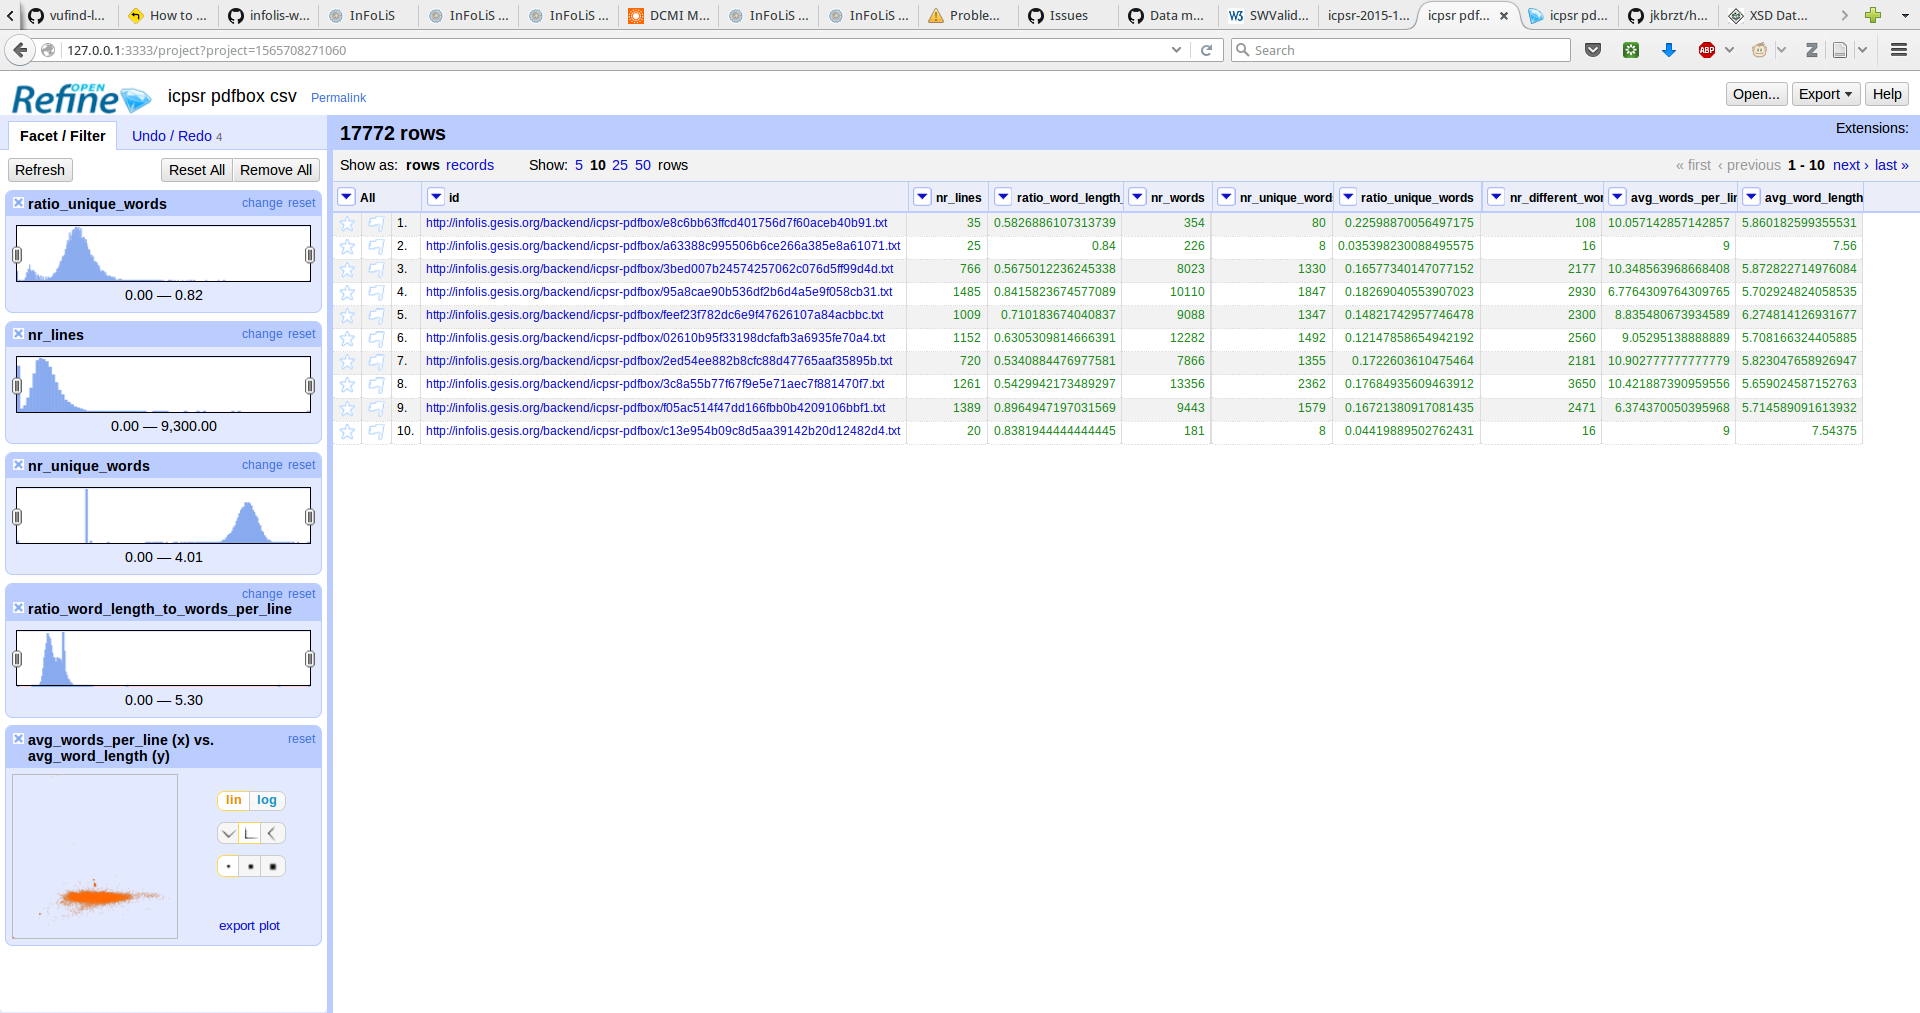 vufind-l... How to ... infolis-w... InFoLiS InFoLiS ... InFoLiS ... DCMI M... InFoLiS ... InFoLiS ... Proble... Issues Data m... SWValid... icpsr-2015-1... icpsr pdf... icpsr pd... jkbrzt/h... XSD Dat...
127.0.0.1:3333/project?project=1565708271060 Search
OPEN Refine icpsr pdfbox csv Permalink Open... Export Help
Facet / Filter Undo / Redo 4 17772 rows Extensions:
Refresh Reset All Remove All Show as: rows records Show: 5 10 25 50 rows « first ‹ previous 1 - 10 next › last »
All id nr_lines ratio_word_length_ nr_words nr_unique_words ratio_unique_words nr_different_wor avg_words_per_lin avg_word_length
1. http://infolis.gesis.org/backend/icpsr-pdfbox/e8c6bb63ffcd401756d7f60aceb40b91.txt 35 0.5826886107313739 354 80 0.22598870056497175 108 10.057142857142857 5.860182599355531
2. http://infolis.gesis.org/backend/icpsr-pdfbox/a63388c995506b6ce266a385e8a61071.txt 25 0.84 226 8 0.035398230088495575 16 9 7.56
3. http://infolis.gesis.org/backend/icpsr-pdfbox/3bed007b24574257062c076d5ff99d4d.txt 766 0.5675012236245338 8023 1330 0.16577340147077152 2177 10.348563968668408 5.872822714976084
4. http://infolis.gesis.org/backend/icpsr-pdfbox/95a8cae90b536df2b6d4a5e9f058cb31.txt 1485 0.8415823674577089 10110 1847 0.18269040553907023 2930 6.7764309764309765 5.702924824058535
5. http://infolis.gesis.org/backend/icpsr-pdfbox/feef23f782dc6e9f47626107a84acbbc.txt 1009 0.710183674040837 9088 1347 0.14821742957746478 2300 8.835480673934589 6.274814126931677
6. http://infolis.gesis.org/backend/icpsr-pdfbox/02610b95f33198dcfafb3a6935fe70a4.txt 1152 0.6305309814666391 12282 1492 0.12147858654942192 2560 9.05295138888889 5.708166324405885
7. http://infolis.gesis.org/backend/icpsr-pdfbox/2ed54ee882b8cfc88d47765aaf35895b.txt 720 0.5340884476977581 7866 1355 0.1722603610475464 2181 10.902777777777779 5.823047658926947
8. http://infolis.gesis.org/backend/icpsr-pdfbox/3c8a55b77f67f9e5e71aec7f881470f7.txt 1261 0.5429942173489297 13356 2362 0.17684935609463912 3650 10.421887390959556 5.659024587152763
9. http://infolis.gesis.org/backend/icpsr-pdfbox/f05ac514f47dd166fbb0b4209106bbf1.txt 1389 0.8964947197031569 9443 1579 0.16721380917081435 2471 6.374370050395968 5.714589091613932
10. http://infolis.gesis.org/backend/icpsr-pdfbox/c13e954b09c8d5aa39142b20d12482d4.txt 20 0.8381944444444445 181 8 0.04419889502762431 16 9 7.54375
ratio_unique_words change reset
0.00 — 0.82
nr_lines change reset
0.00 — 9,300.00
nr_unique_words change reset
0.00 — 4.01
change reset
ratio_word_length_to_words_per_line
0.00 — 5.30
avg_words_per_line (x) vs. reset
avg_word_length (y)
lin log
export plot